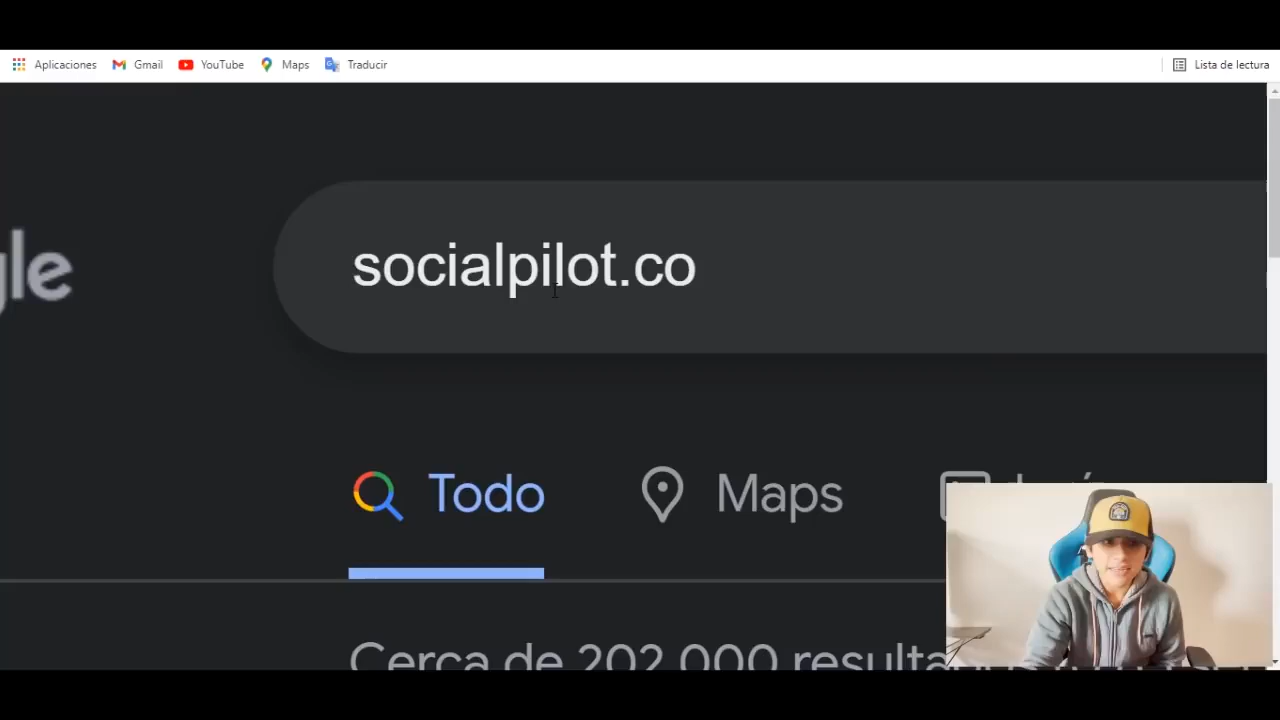 Aplicaciones Gmail YouTube Maps Traducir Lista de lectura
gle
socialpilot.co
Todo Maps
Cerca de 202.000